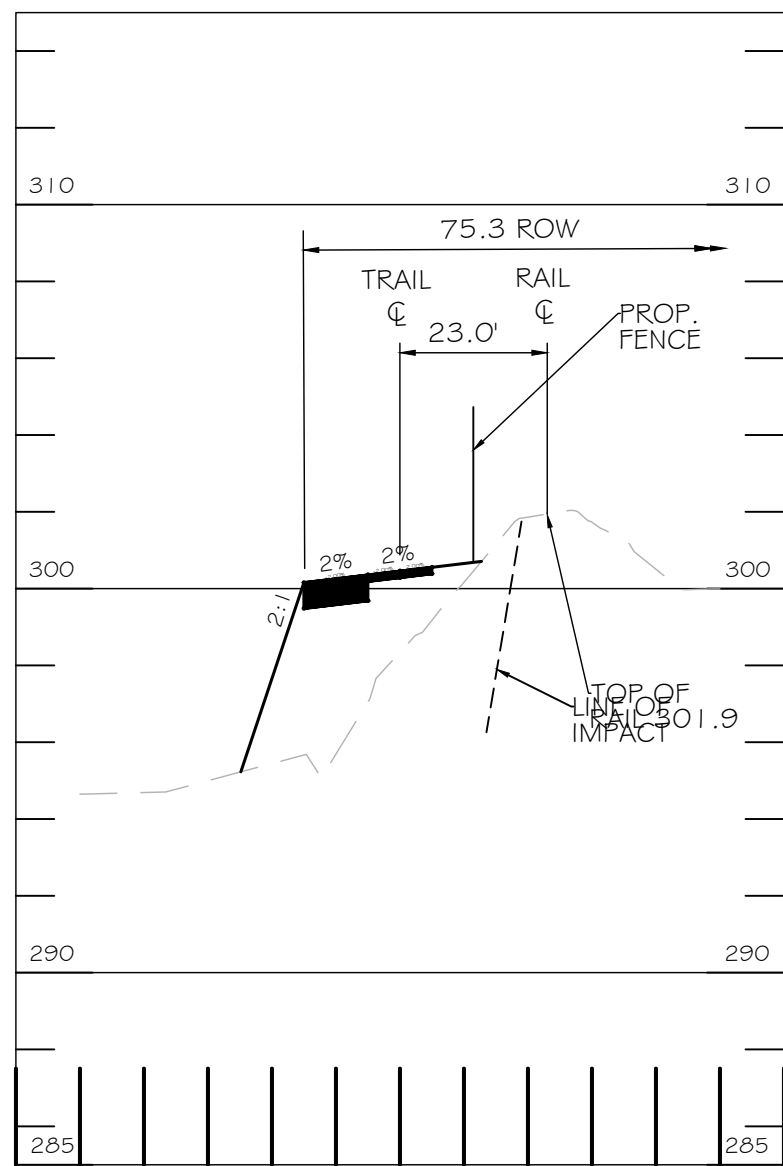 310 310
75.3 ROW
TRAIL
℄
RAIL
℄
23.0'
PROP.
FENCE
2% 2%
300 300
2:1
TOP OF
RAIL 301.9
LINE OF
IMPACT
290 290
285 285